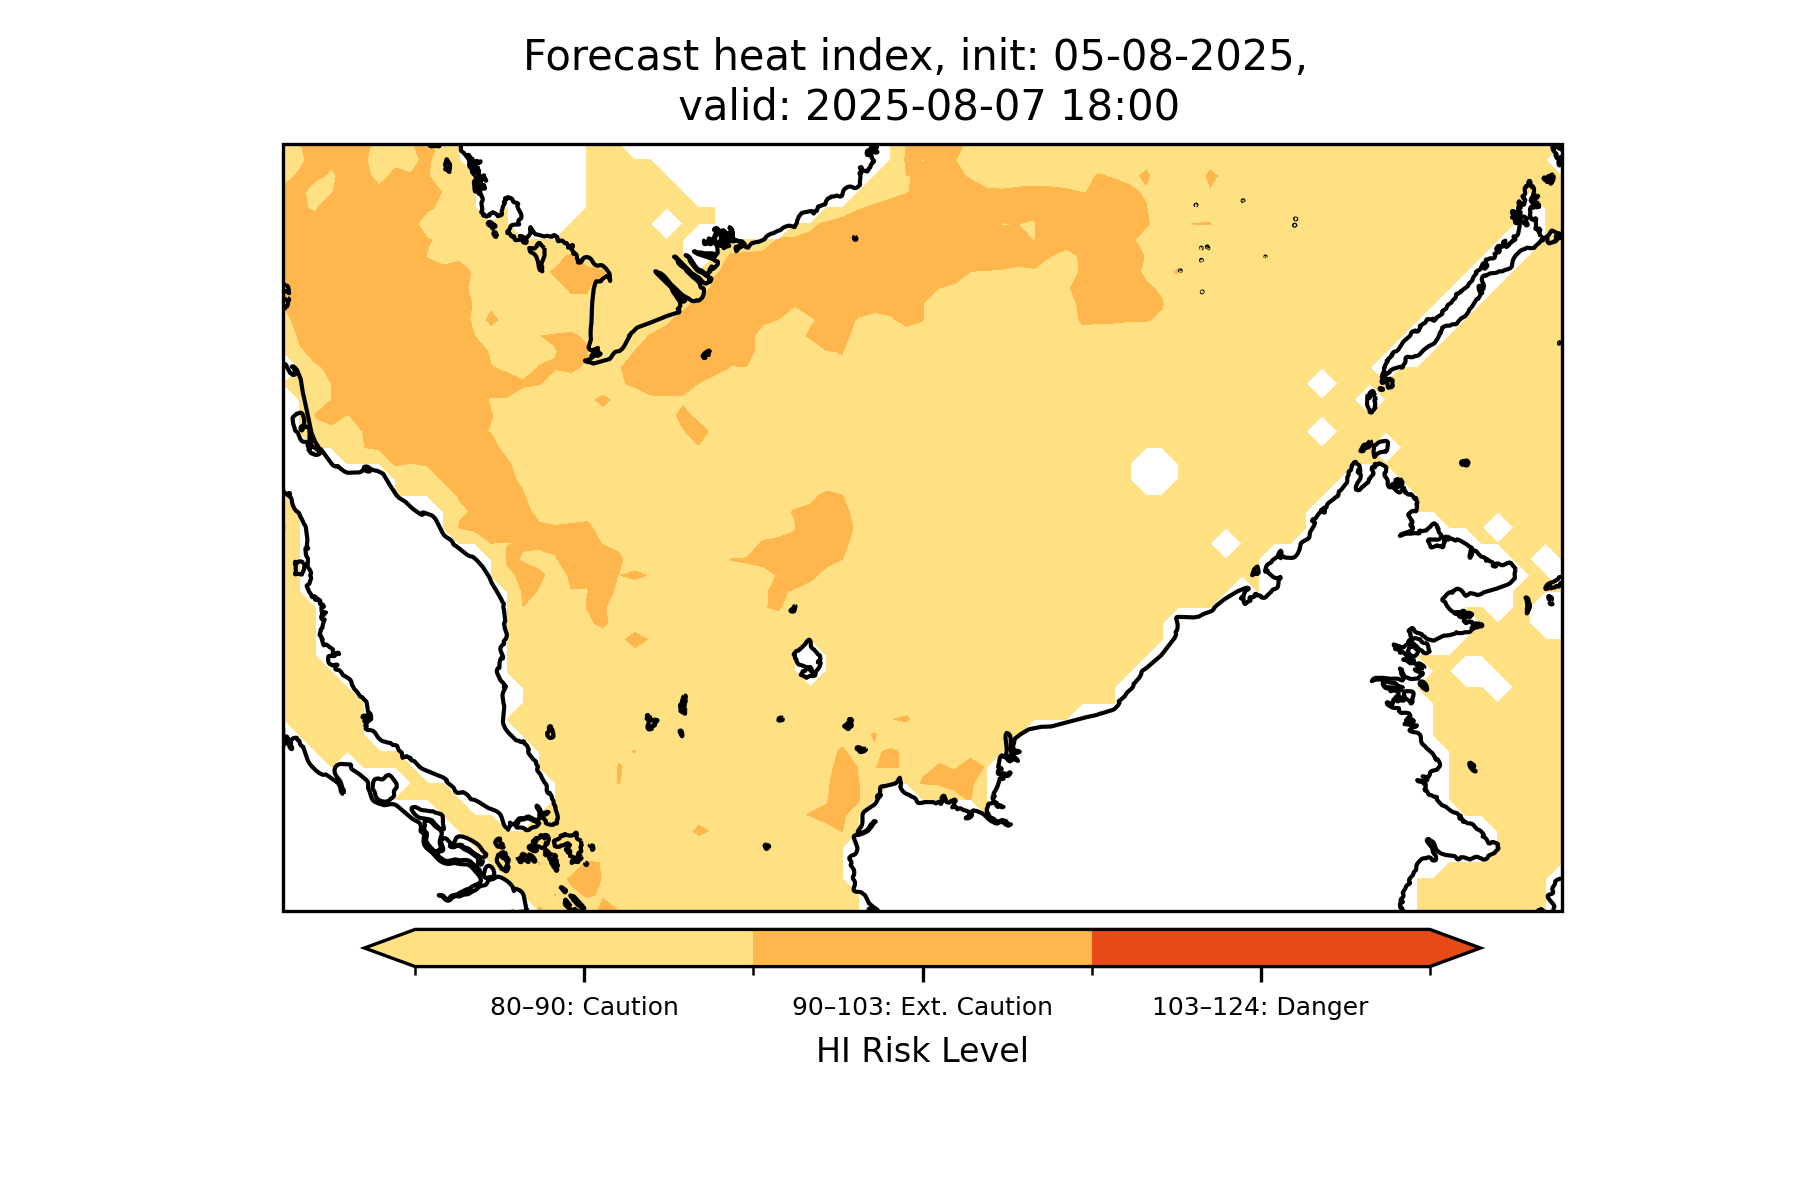 Forecast heat index, init: 05-08-2025,
valid: 2025-08-07 18:00
80–90: Caution
90–103: Ext. Caution
103–124: Danger
HI Risk Level